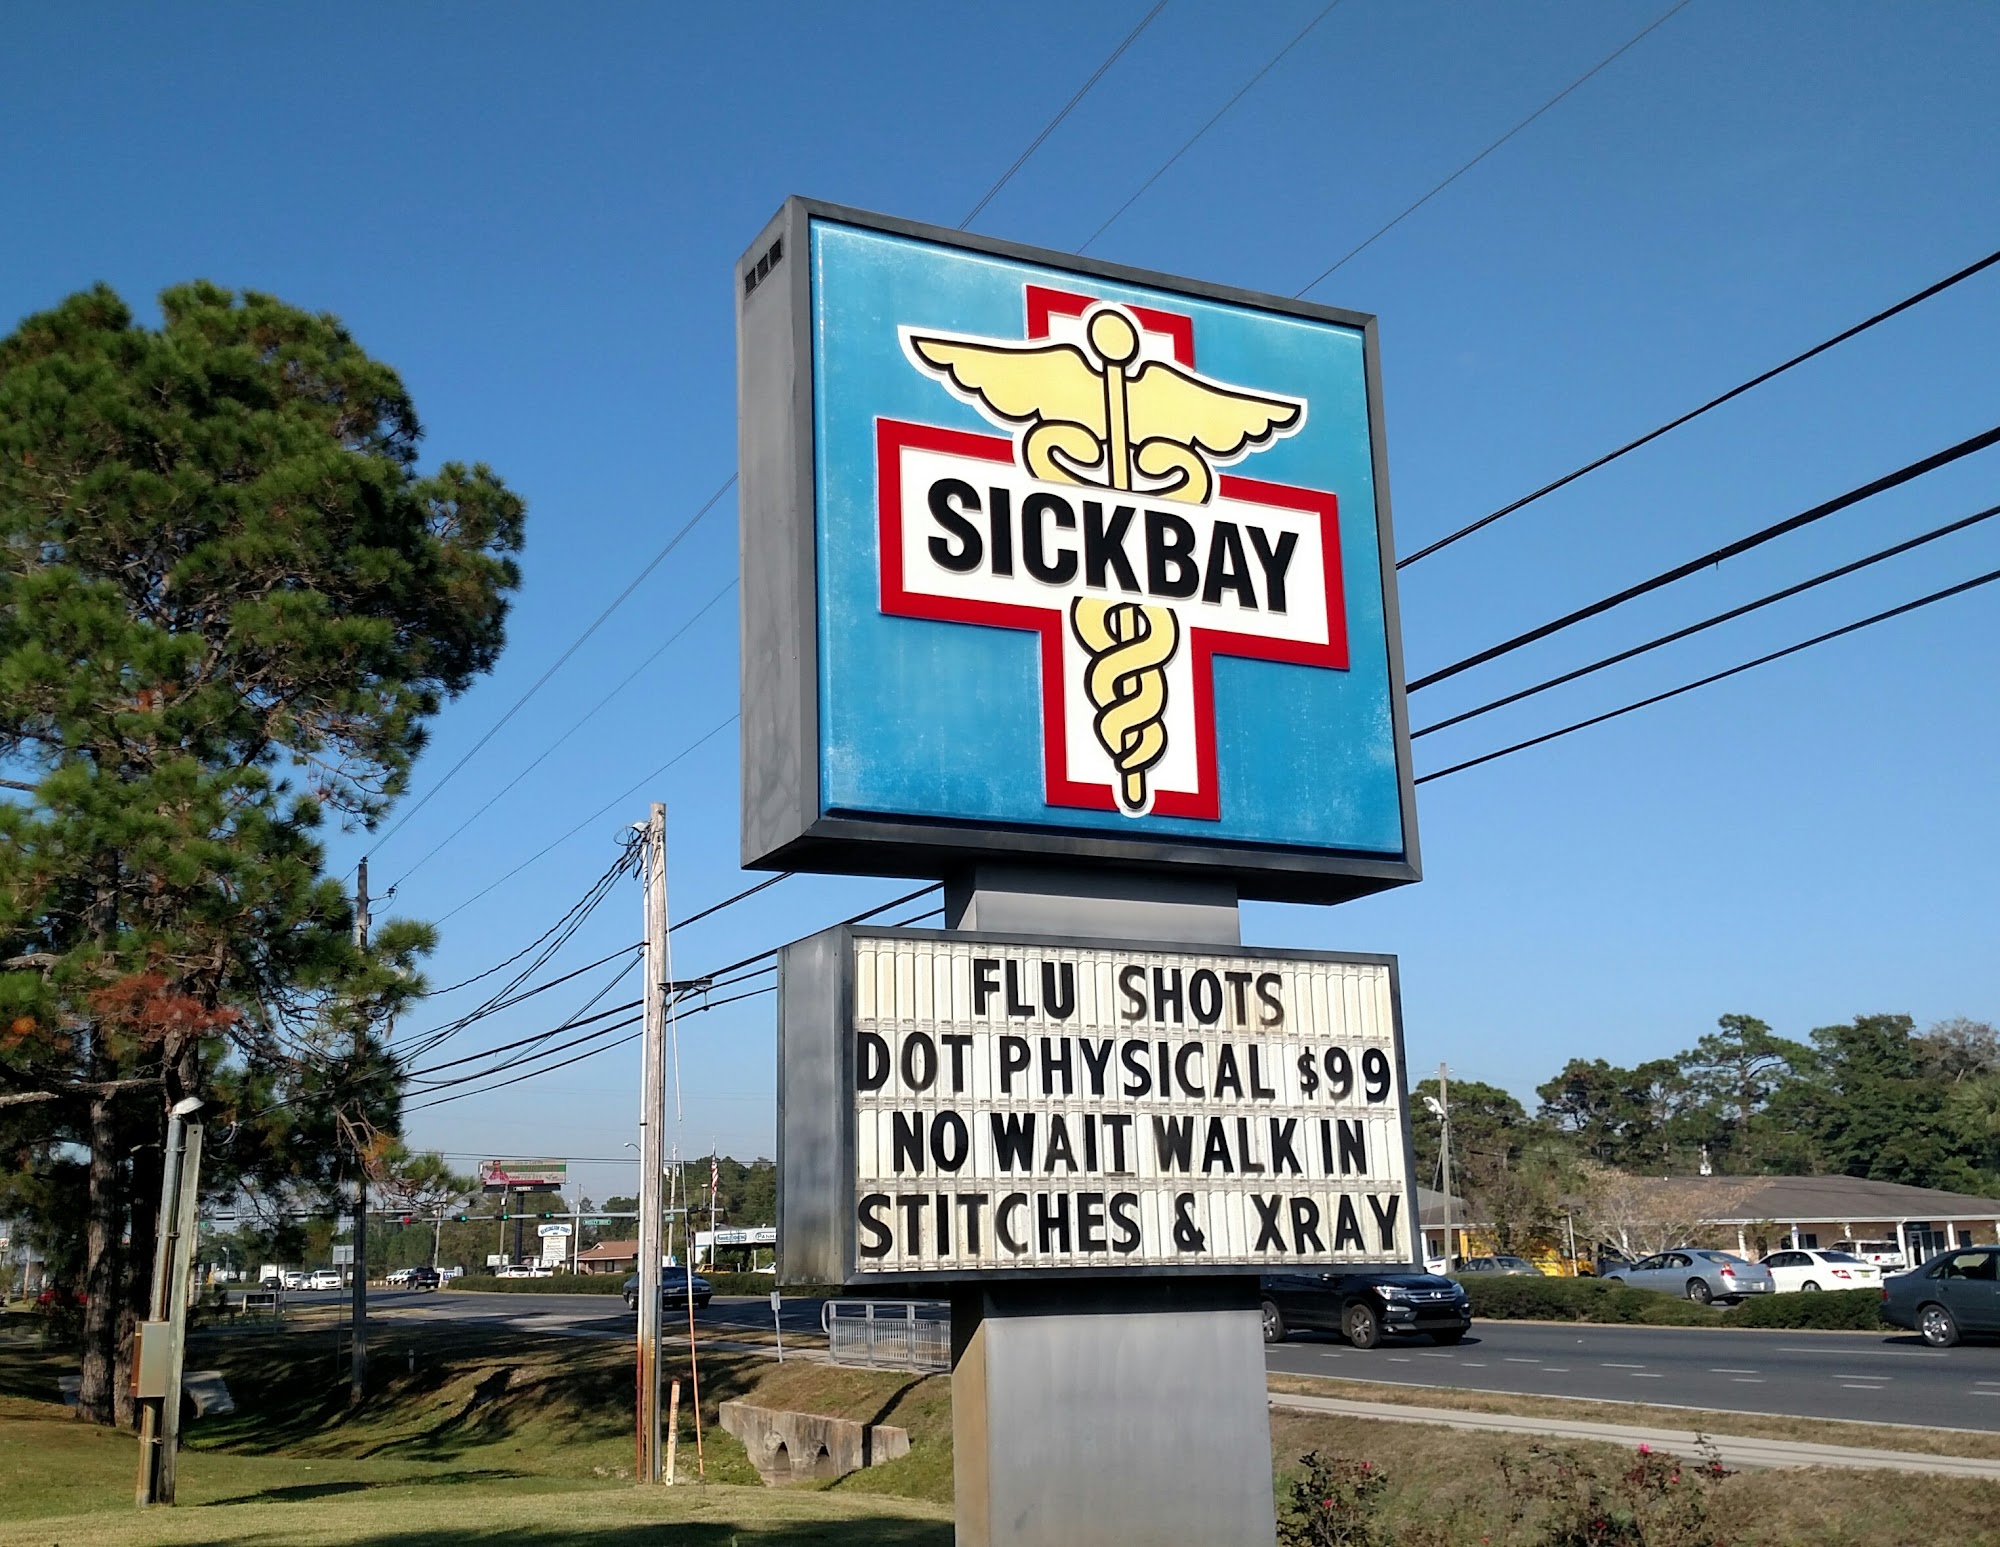 SICKBAY
FLU SHOTS
DOT PHYSICAL $99
NO WAIT WALK IN
STITCHES & XRAY